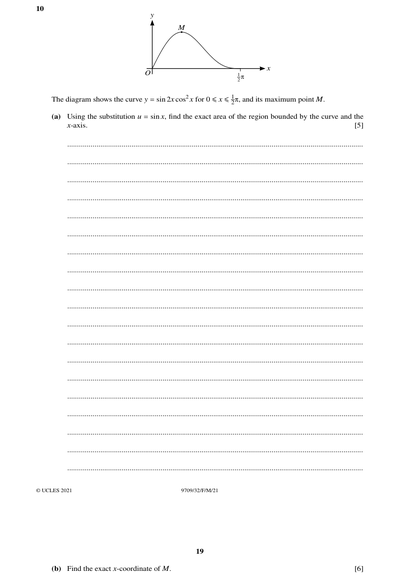 10
y
M
O
x
½π
The diagram shows the curve y = sin 2x cos² x for 0 ⩽ x ⩽ ½π, and its maximum point M.
(a) Using the substitution u = sin x, find the exact area of the region bounded by the curve and the
x-axis. [5]
© UCLES 2021 9709/32/F/M/21
19
(b) Find the exact x-coordinate of M. [6]